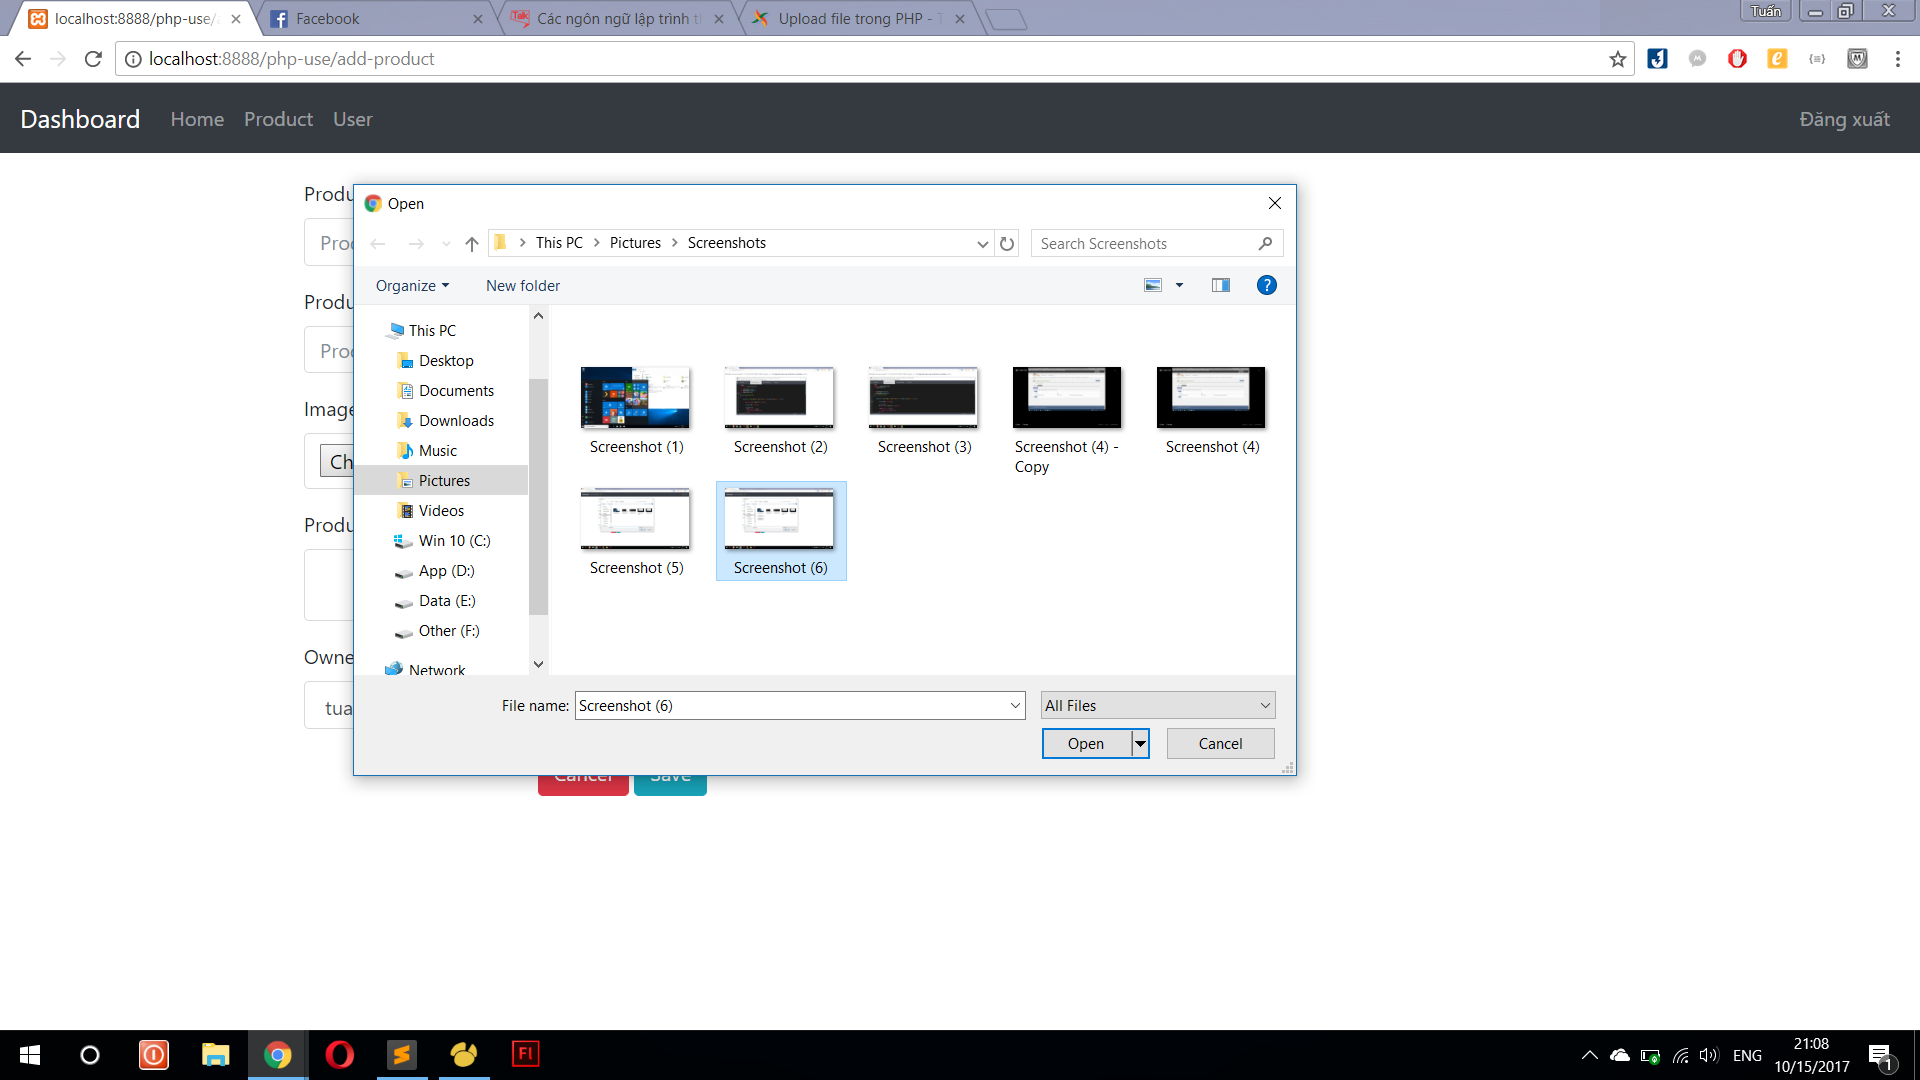 localhost:8888/php-use/a
Facebook
Các ngôn ngữ lập trình t
Upload file trong PHP - T
Tuấn
localhost:8888/php-use/add-product
Dashboard
Home
Product
User
Đăng xuất
Produ
Open
This PC
Pictures
Screenshots
Search Screenshots
Organize
New folder
This PC
Desktop
Documents
Downloads
Music
Pictures
Videos
Win 10 (C:)
App (D:)
Data (E:)
Other (F:)
Network
Screenshot (1)
Screenshot (2)
Screenshot (3)
Screenshot (4) -
Copy
Screenshot (4)
Screenshot (5)
Screenshot (6)
File name:
Screenshot (6)
All Files
Open
Cancel
Proc
Produ
Proc
Image
Ch
Produ
Owne
tua
Cancel
Save
ENG
21:08
10/15/2017
1